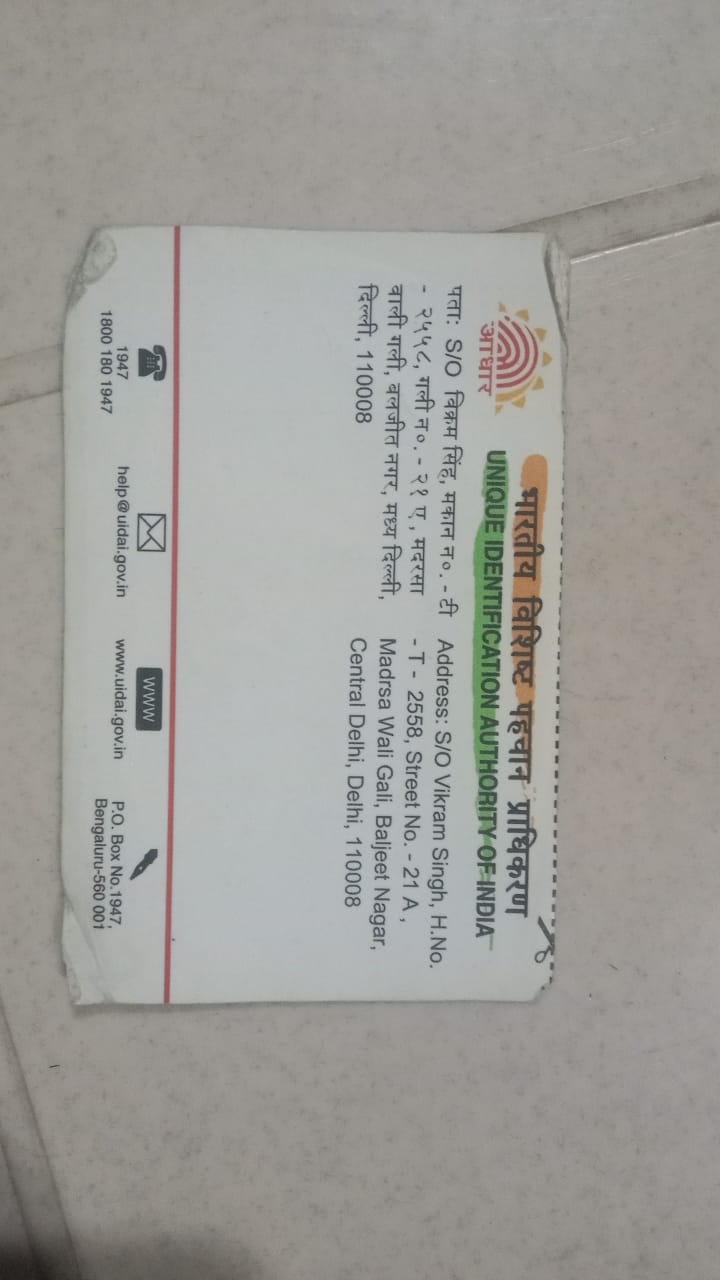 भारतीय विशिष्ट पहचान प्राधिकरण
UNIQUE IDENTIFICATION AUTHORITY OF INDIA
आधार
पता: S/O विक्रम सिंह, मकान न०. - टी
- २५५८, गली न०. - २१ ए , मदरसा
वाली गली, बलजीत नगर, मध्य दिल्ली,
दिल्ली, 110008
Address: S/O Vikram Singh, H.No.
- T - 2558, Street No. - 21 A ,
Madrsa Wali Gali, Baljeet Nagar,
Central Delhi, Delhi, 110008
1947
1800 180 1947
help@uidai.gov.in
www
www.uidai.gov.in
P.O. Box No.1947,
Bengaluru-560 001